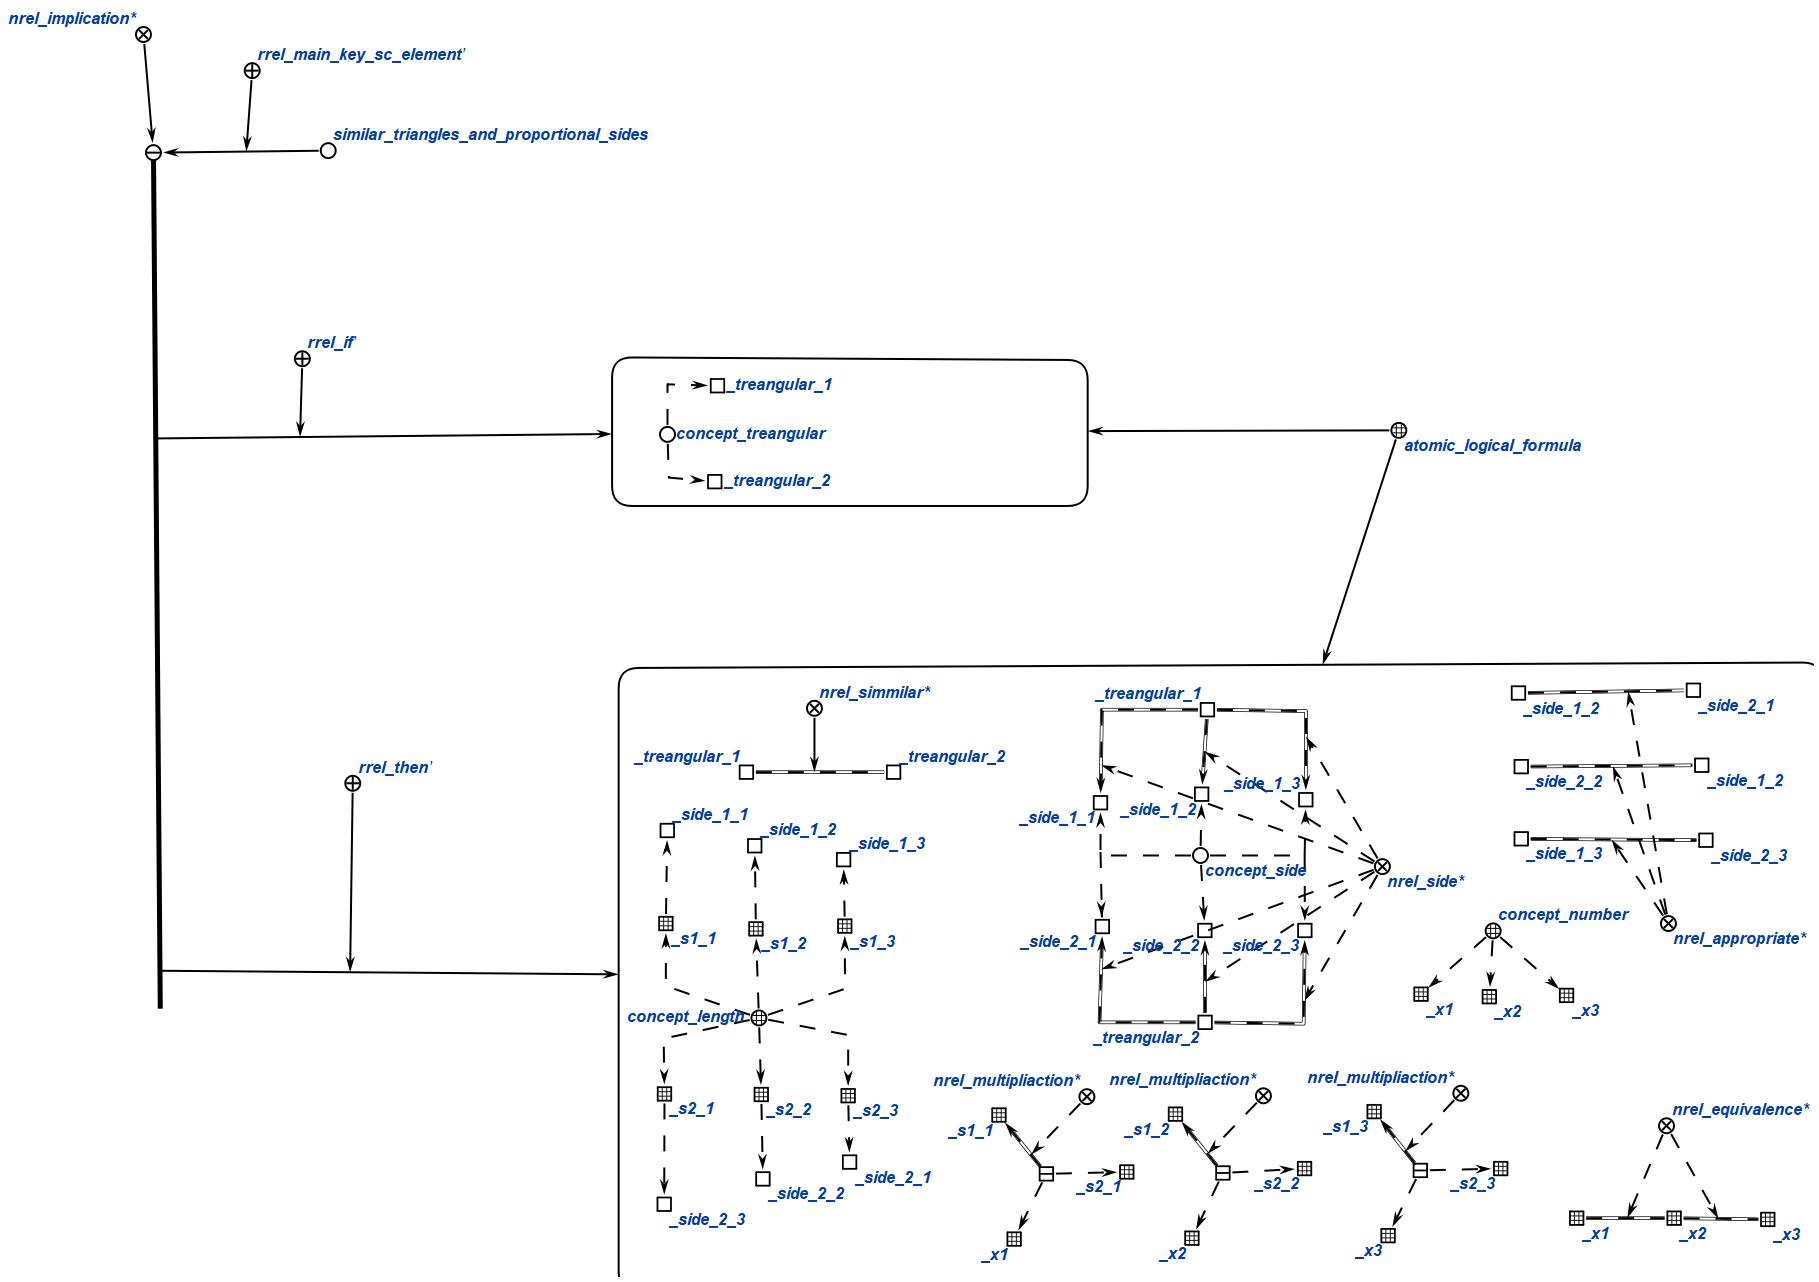 nrel_implication*
rrel_main_key_sc_element'
similar_triangles_and_proportional_sides
rrel_if'
_treangular_1
concept_treangular
_treangular_2
atomic_logical_formula
rrel_then'
nrel_simmilar*
_treangular_1
_treangular_2
_side_1_1
_side_1_2
_side_1_3
_s1_1
_s1_2
_s1_3
concept_length
_s2_1
_s2_2
_s2_3
_side_2_3
_side_2_2
_side_2_1
_treangular_1
_side_1_1
_side_1_2
_side_1_3
concept_side
nrel_side*
_side_2_1
_side_2_2
_side_2_3
_treangular_2
_side_1_2
_side_2_1
_side_2_2
_side_1_2
_side_1_3
_side_2_3
nrel_appropriate*
concept_number
_x1
_x2
_x3
nrel_multipliaction*
_s1_1
_s2_1
_x1
nrel_multipliaction*
_s1_2
_s2_2
_x2
nrel_multipliaction*
_s1_3
_s2_3
_x3
nrel_equivalence*
_x1
_x2
_x3